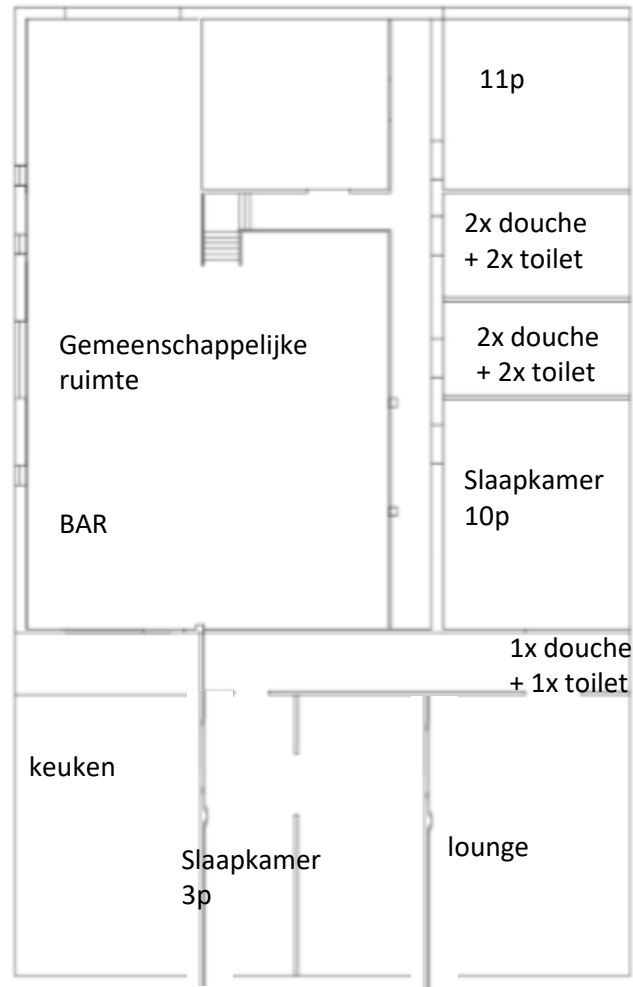 11p
2x douche
+ 2x toilet
2x douche
+ 2x toilet
Gemeenschappelijke
ruimte
Slaapkamer
10p
BAR
1x douche
+ 1x toilet
keuken
Slaapkamer
3p
lounge